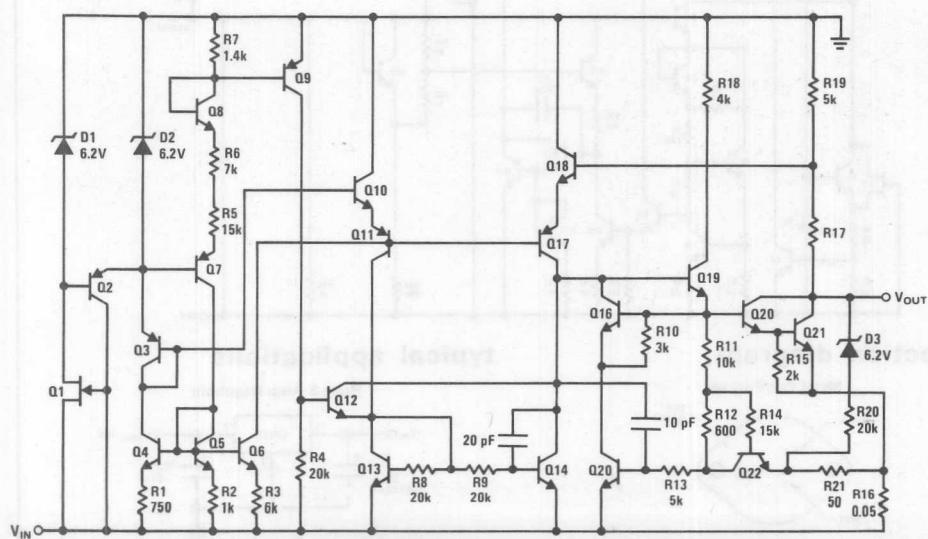 R7
1.4k
Q9
R18
4k
R19
5k
Q8
D1
6.2V
D2
6.2V
R6
7k
Q18
Q10
R5
15k
Q11
R17
Q2
Q7
Q17
Q19
VOUT
Q16
Q20
Q21
Q3
R10
3k
R11
10k
R15
2k
D3
6.2V
Q1
Q12
20 pF
10 pF
R12
600
R14
15k
R20
20k
Q4
Q5
Q6
R4
20k
Q13
R8
20k
R9
20k
Q14
Q20
R13
5k
Q22
R21
50
R16
0.05
R1
750
R2
1k
R3
6k
VIN